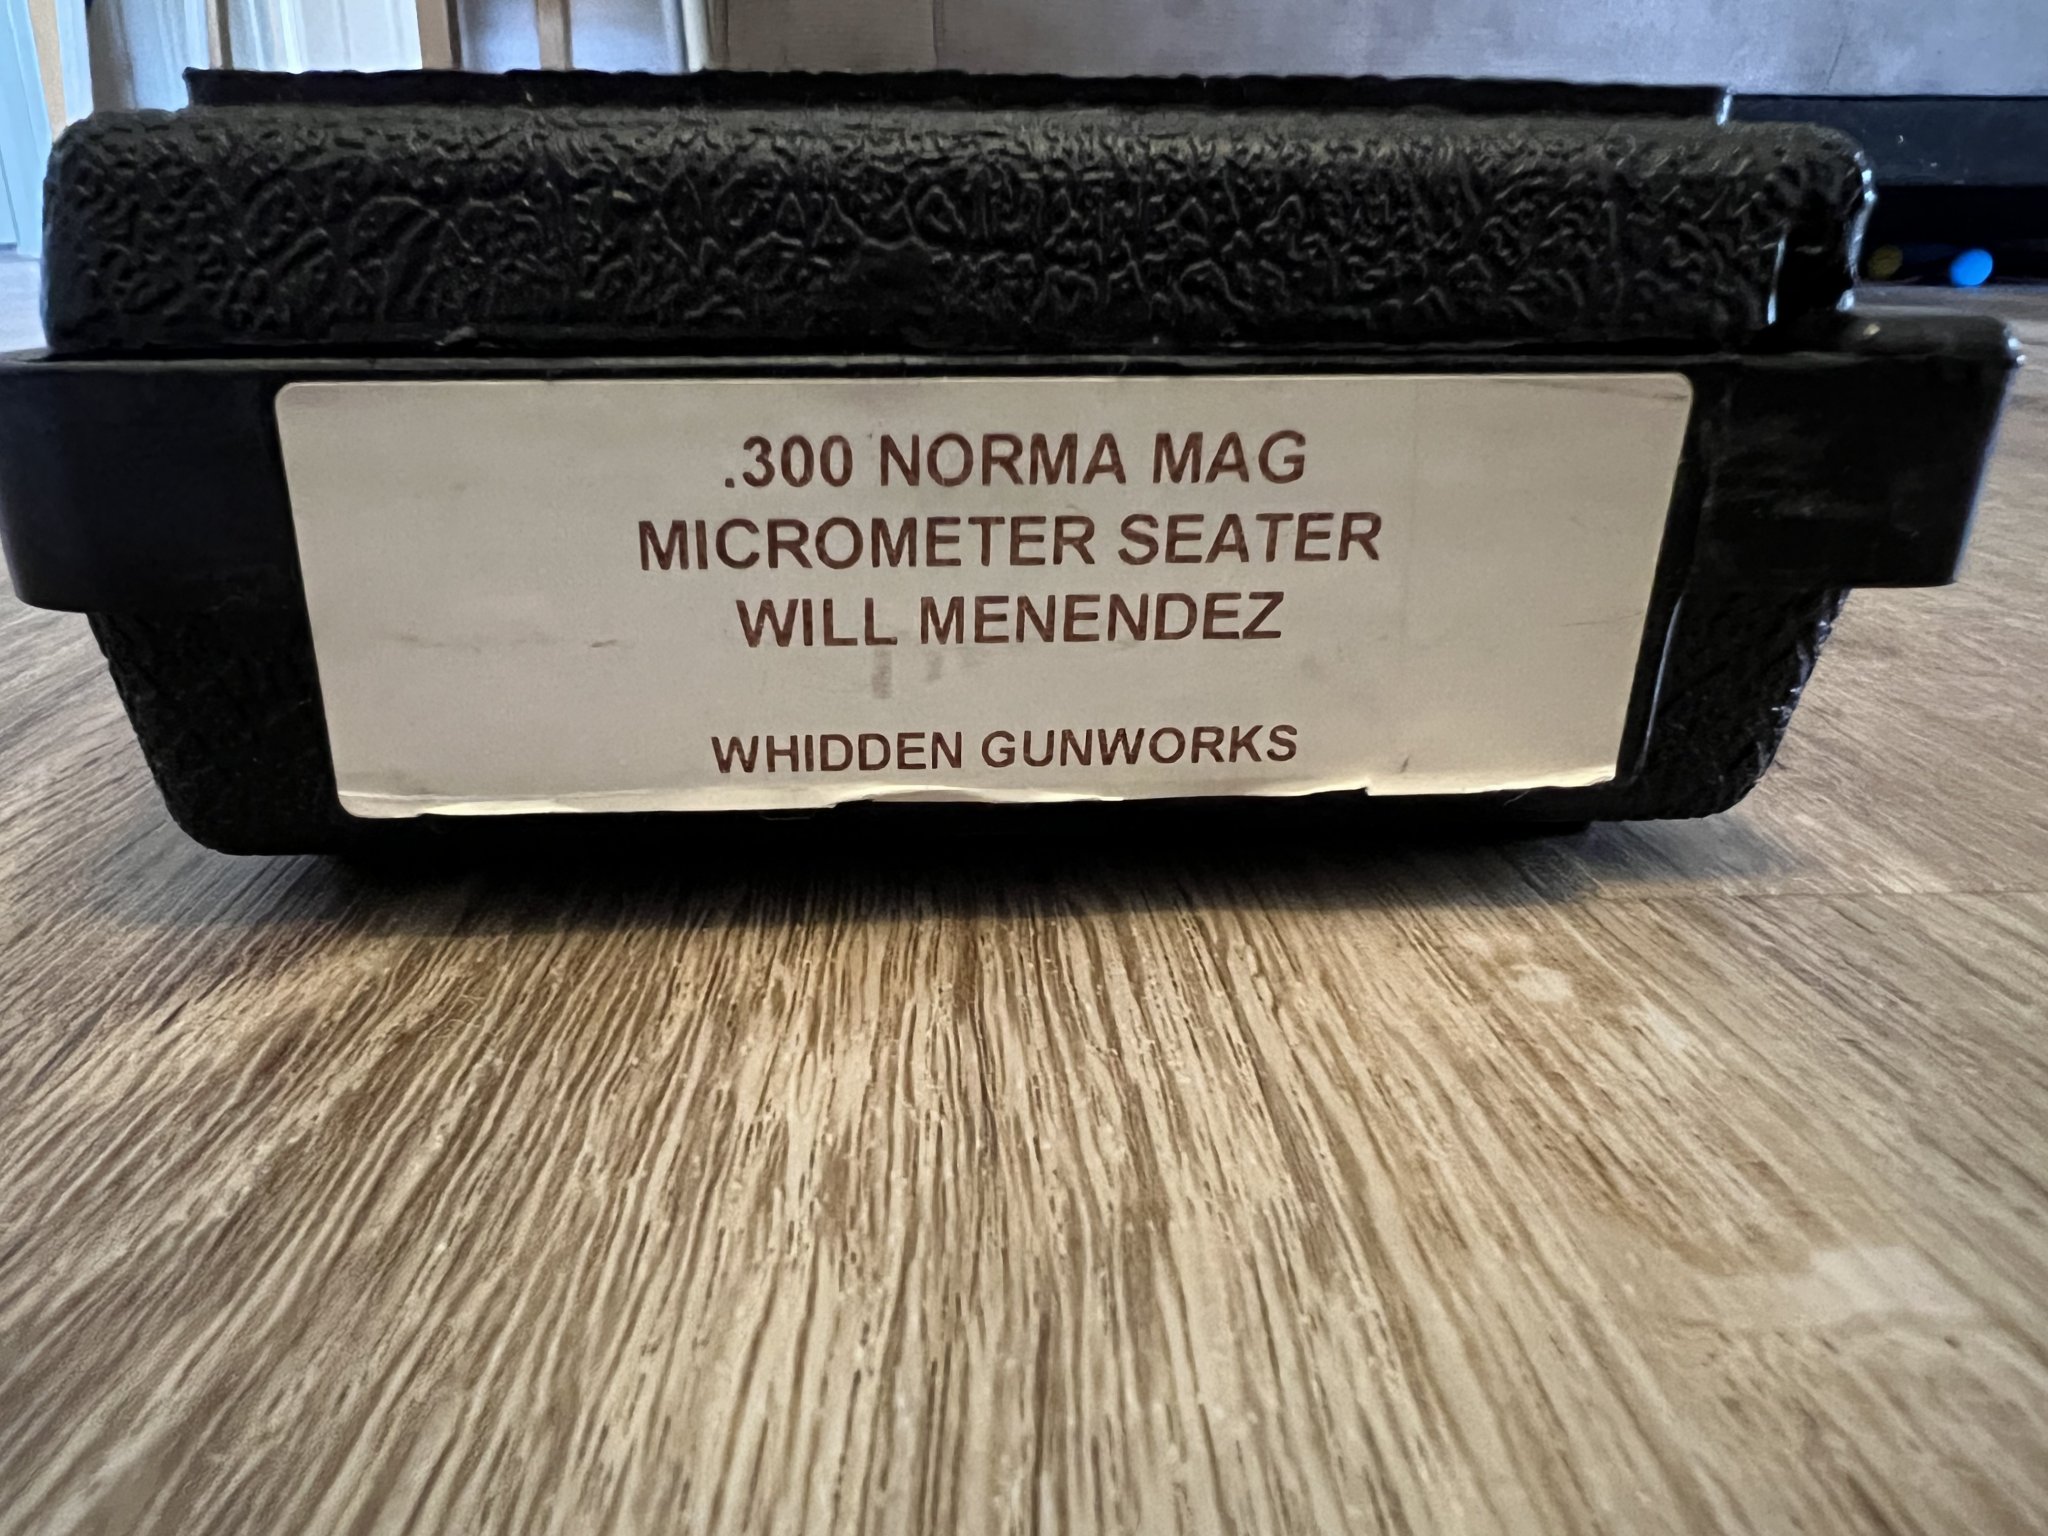 .300 NORMA MAG
MICROMETER SEATER
WILL MENENDEZ
WHIDDEN GUNWORKS